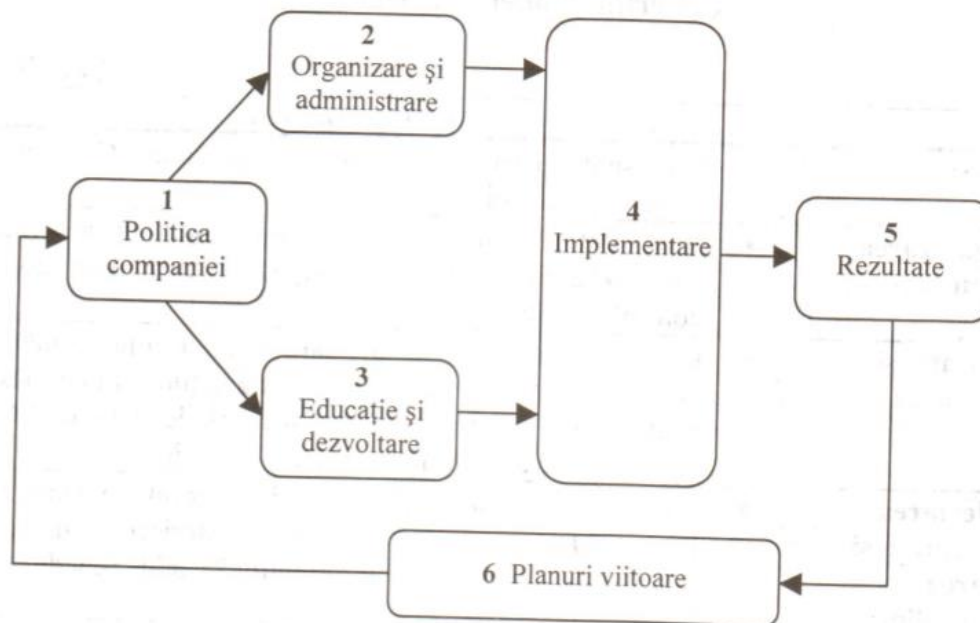 2
Organizare şi
administrare
1
Politica
companiei
4
Implementare
5
Rezultate
3
Educaţie şi
dezvoltare
6 Planuri viitoare